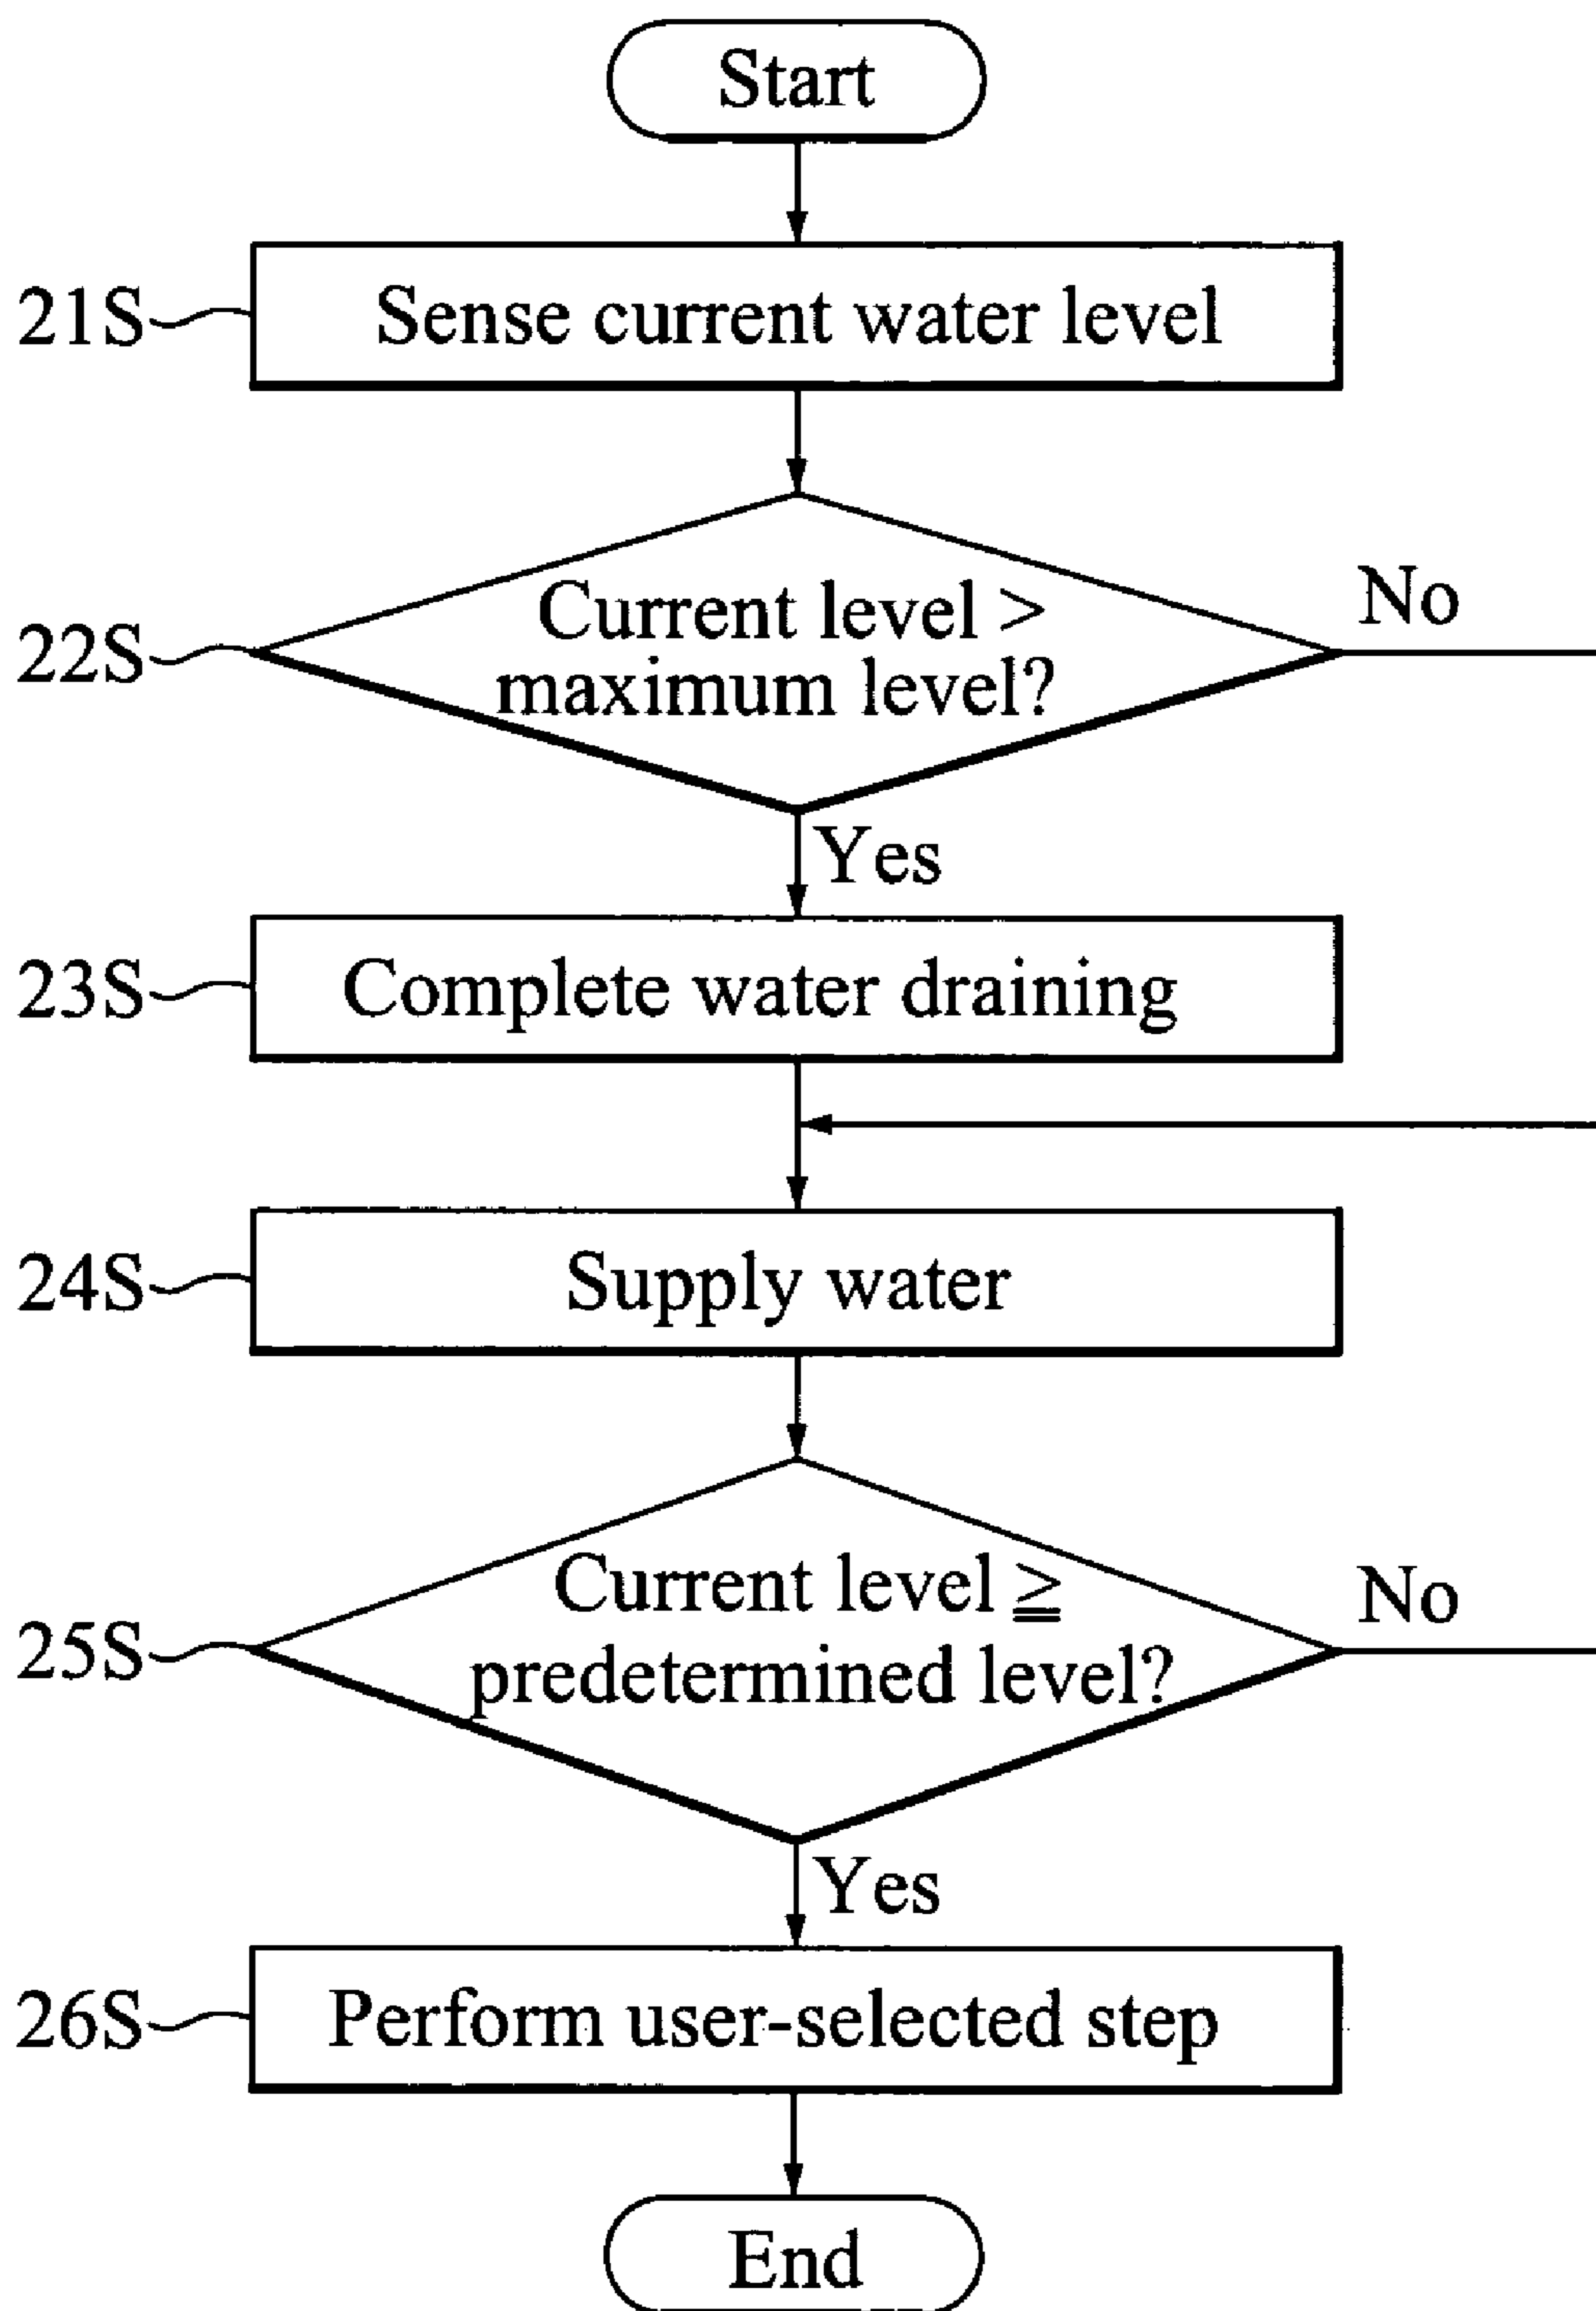 Start
21S
Sense current water level
22S
Current level >
maximum level?
No
Yes
23S
Complete water draining
24S
Supply water
25S
Current level ≧
predetermined level?
No
Yes
26S
Perform user-selected step
End